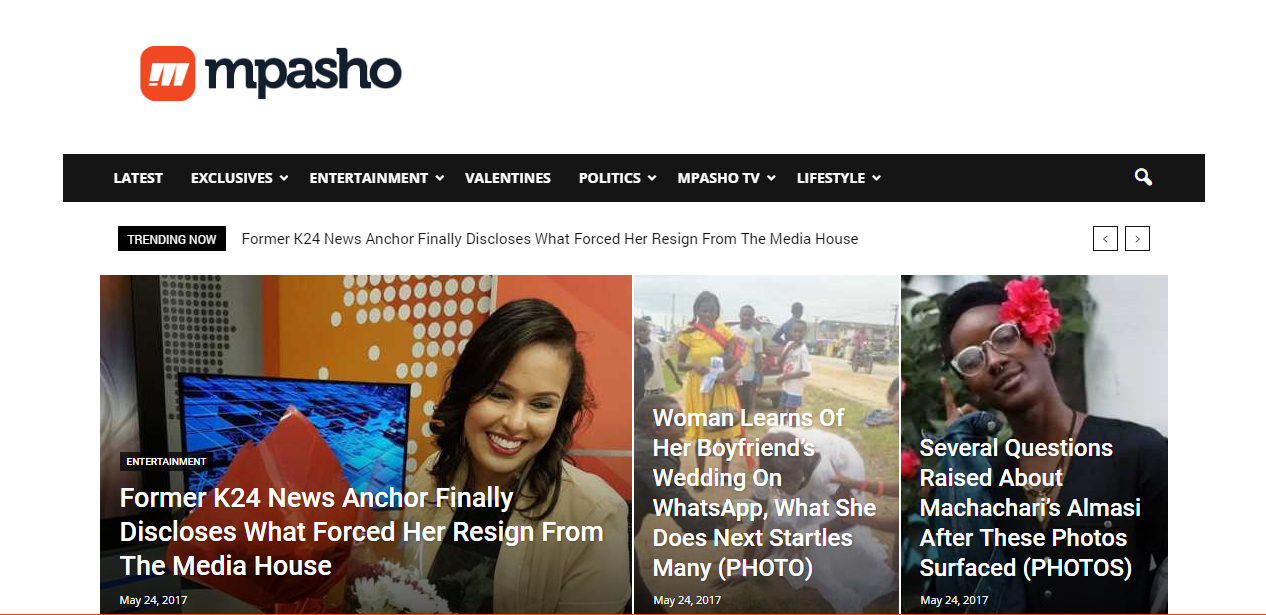 mpasho
LATEST EXCLUSIVES ENTERTAINMENT VALENTINES POLITICS MPASHO TV LIFESTYLE
TRENDING NOW Former K24 News Anchor Finally Discloses What Forced Her Resign From The Media House
ENTERTAINMENT
Former K24 News Anchor Finally
Discloses What Forced Her Resign From
The Media House
May 24, 2017
Woman Learns Of
Her Boyfriend's
Wedding On
WhatsApp, What She
Does Next Startles
Many (PHOTO)
May 24, 2017
Several Questions
Raised About
Machachari's Almasi
After These Photos
Surfaced (PHOTOS)
May 24, 2017